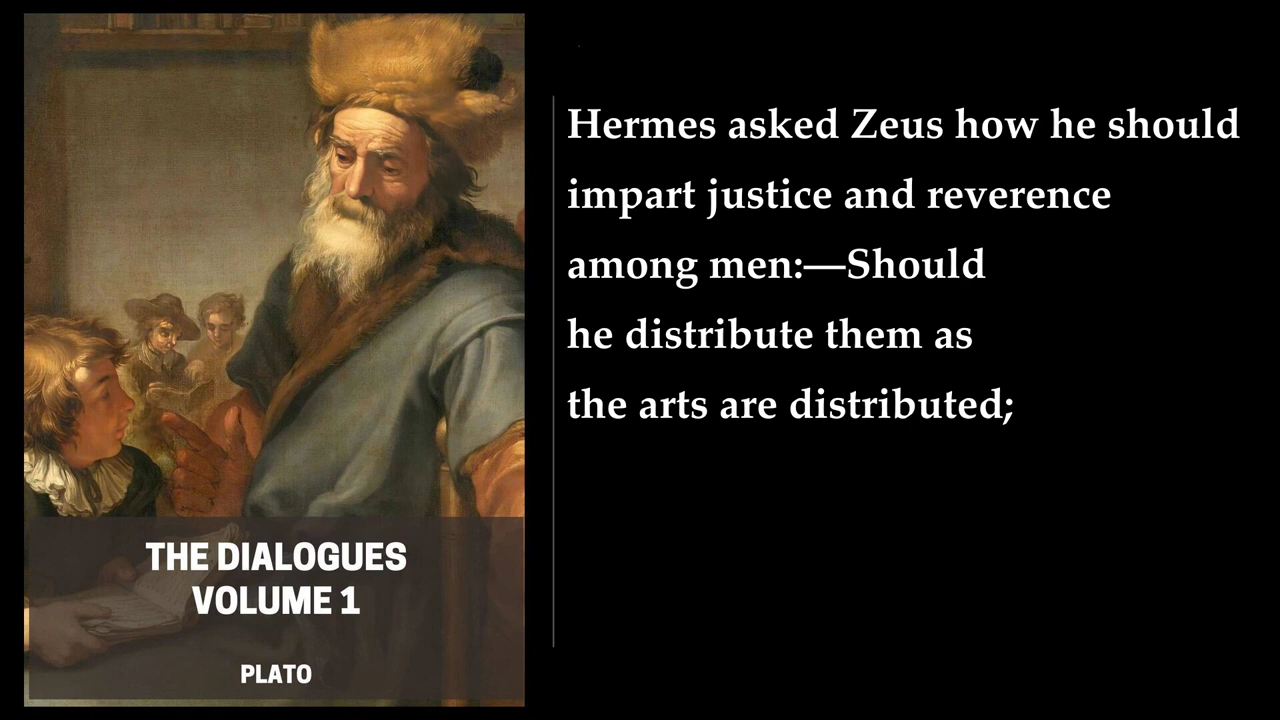 Hermes asked Zeus how he should
impart justice and reverence
among men:—Should
he distribute them as
the arts are distributed;
THE DIALOGUES
VOLUME 1
PLATO